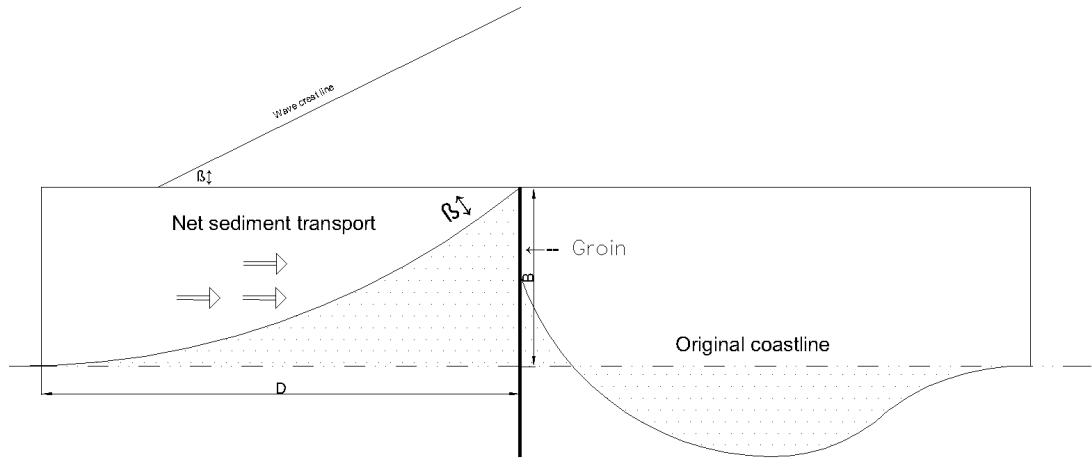 Wave crest line
ß
ß
Net sediment transport
Groin
B
Original coastline
D